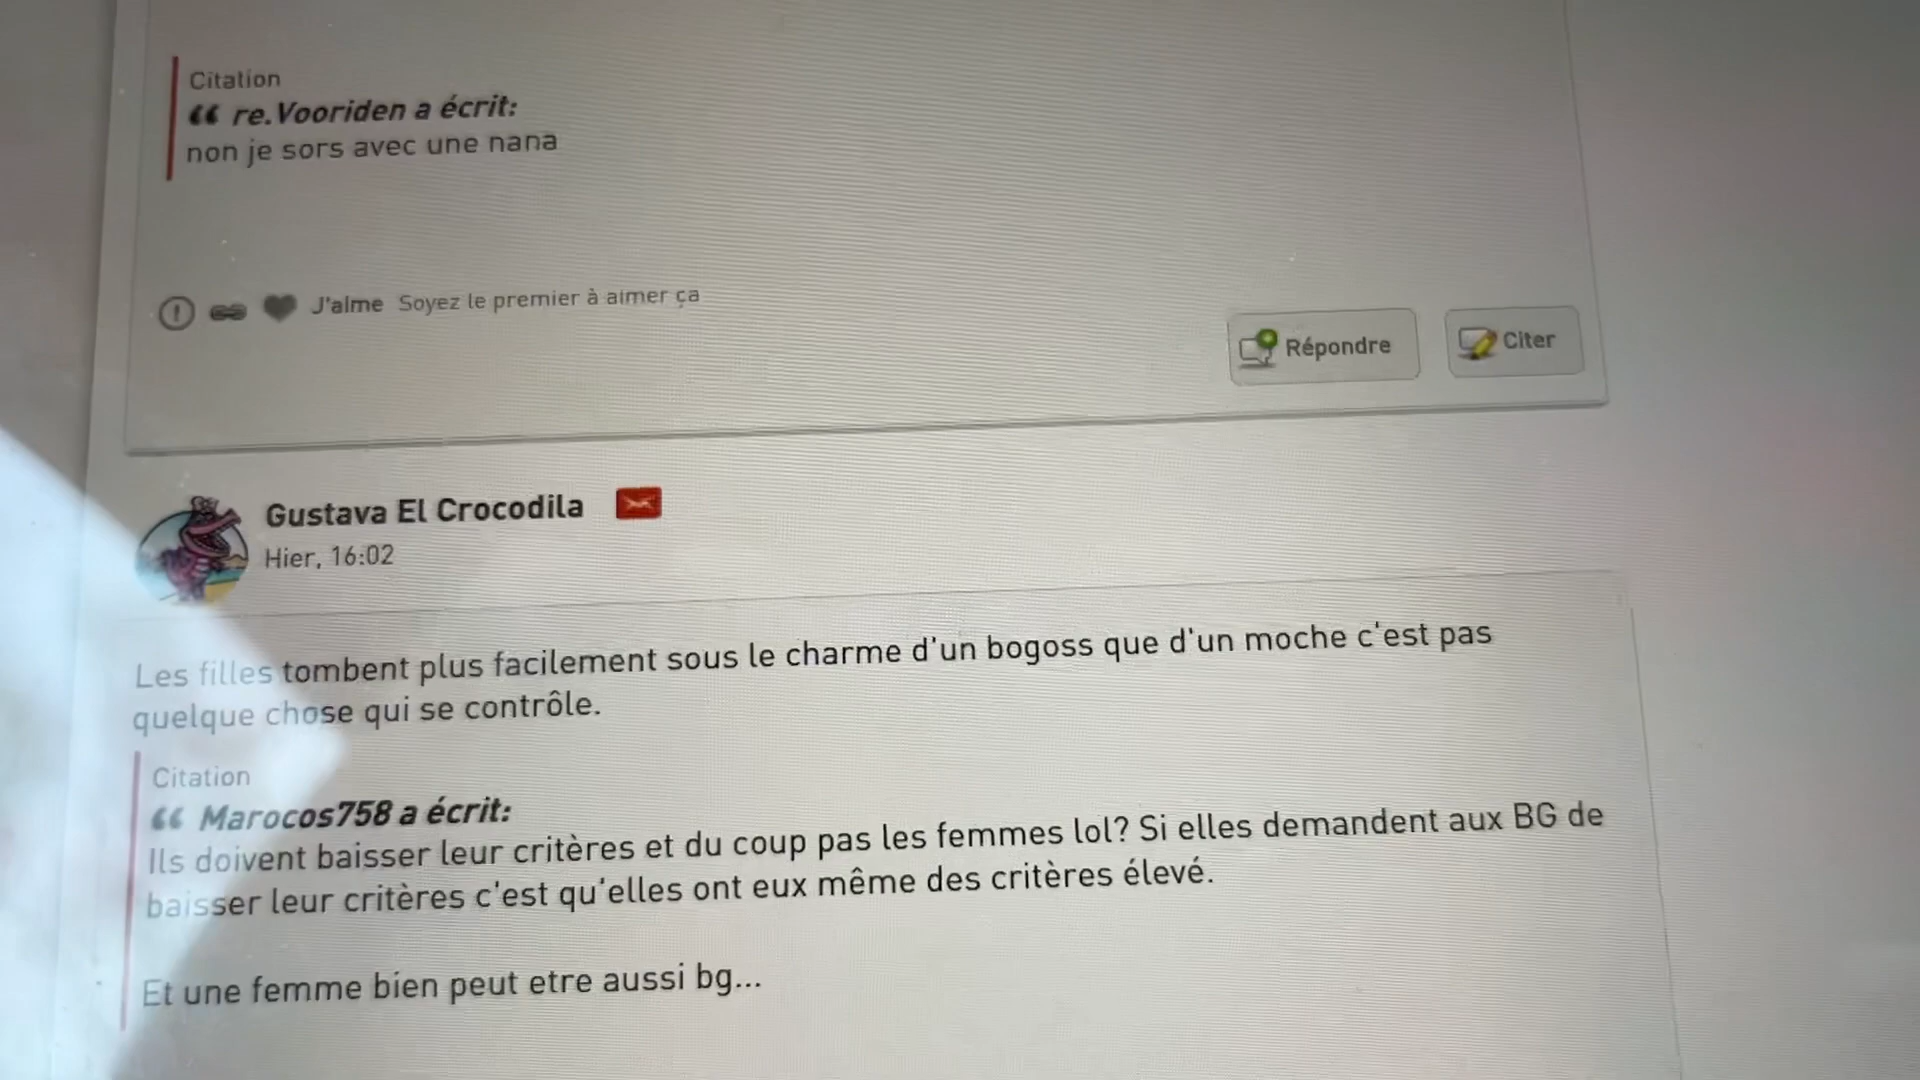 Citation
“ re.Vooriden a écrit:
non je sors avec une nana
J'aime Soyez le premier à aimer ça
Répondre
Citer
Gustava El Crocodila
Hier, 16:02
Les filles tombent plus facilement sous le charme d'un bogoss que d'un moche c'est pas
quelque chose qui se contrôle.
Citation
“ Marocos758 a écrit:
Ils doivent baisser leur critères et du coup pas les femmes lol? Si elles demandent aux BG de
baisser leur critères c'est qu'elles ont eux même des critères élevé.
Et une femme bien peut etre aussi bg...